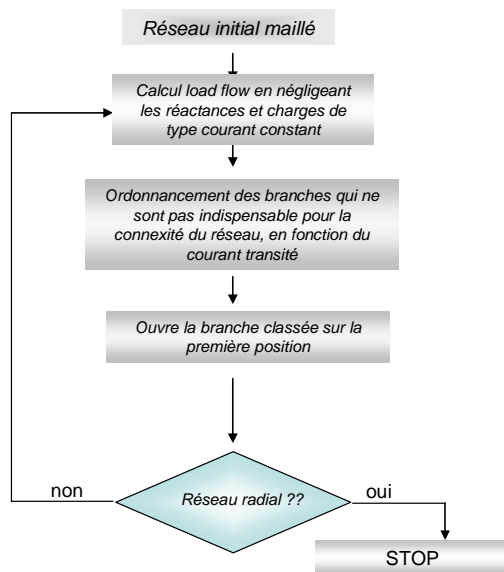 Réseau initial maillé
Calcul load flow en négligeant
les réactances et charges de
type courant constant
Ordonnancement des branches qui ne
sont pas indispensable pour la
connexité du réseau, en fonction du
courant transité
Ouvre la branche classée sur la
première position
non
Réseau radial ??
oui
STOP